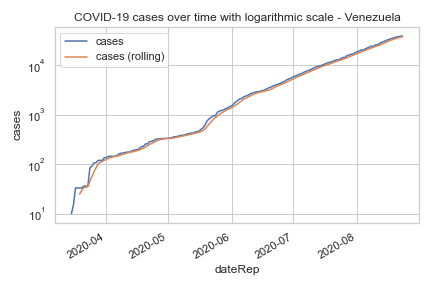 COVID-19 cases over time with logarithmic scale - Venezuela
cases
cases (rolling)
10⁴
10³
10²
10¹
cases
2020-04
2020-05
2020-06
2020-07
2020-08
dateRep